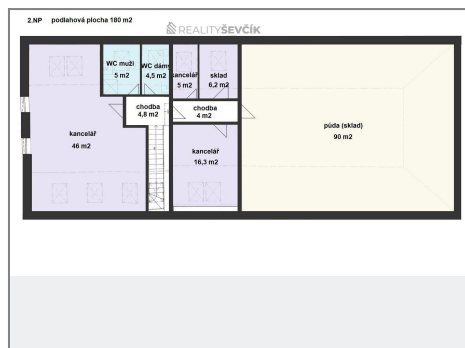 2.NP podlahová plocha 180 m2
REALITYŠEVČÍK
WC muži
5 m2
WC dámy
4,5 m2
kancelář
5 m2
sklad
6,2 m2
chodba
4,8 m2
chodba
4 m2
kancelář
46 m2
kancelář
16,3 m2
půda (sklad)
90 m2